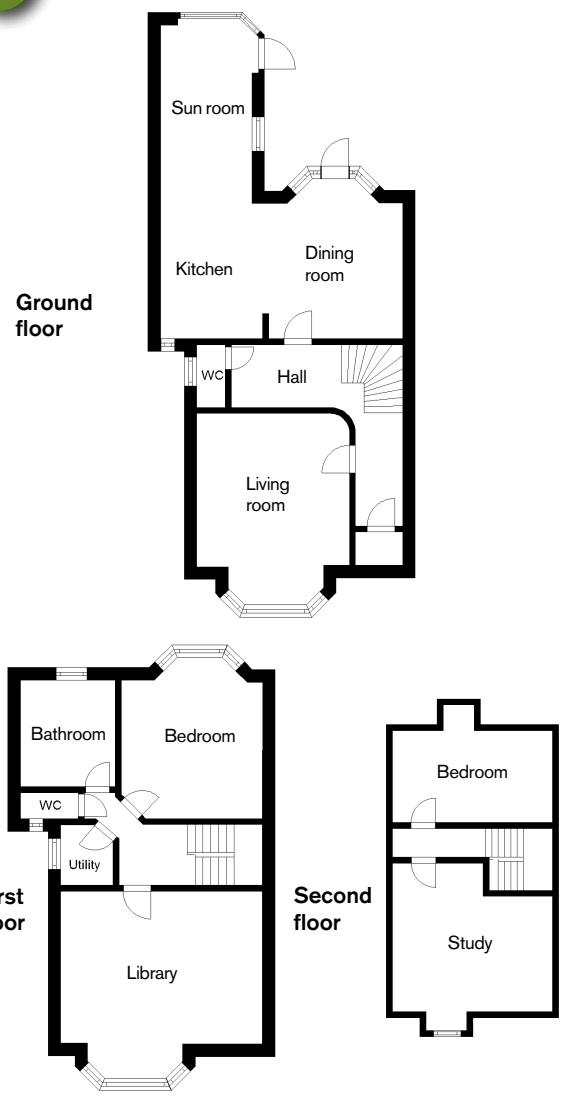 Sun room
Kitchen
Dining
room
Ground
floor
WC
Hall
Living
room
Bathroom
Bedroom
WC
Utility
Library
Bedroom
Second
floor
Study